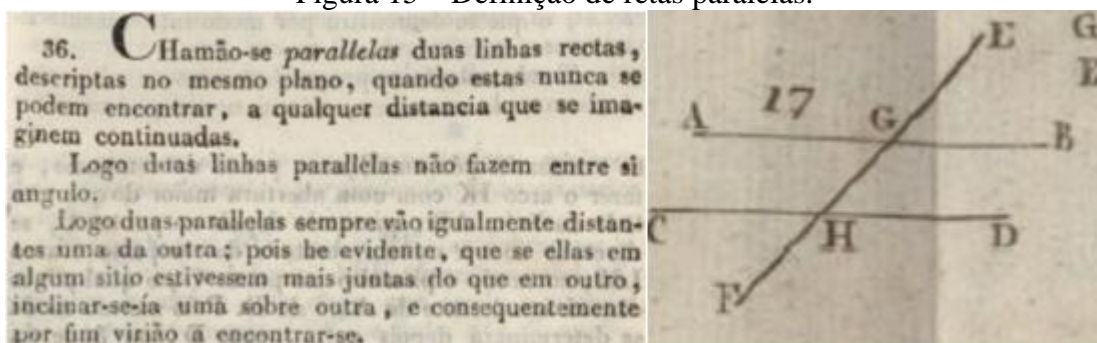 Figura 15 – Definição de retas paralelas.
36. CHamão-se parallelas duas linhas rectas,
descriptas no mesmo plano, quando estas nunca se
podem encontrar, a qualquer distancia que se ima-
ginem continuadas.
Logo duas linhas parallelas não fazem entre si
angulo.
Logo duas parallelas sempre vão igualmente distan-
tes uma da outra; pois he evidente, que se ellas em
algum sitio estivessem mais juntas do que em outro,
inclinar-se-ía uma sobre outra, e consequentemente
por fim virião a encontrar-se.
E
G
17
A
G
B
C
H
D
F